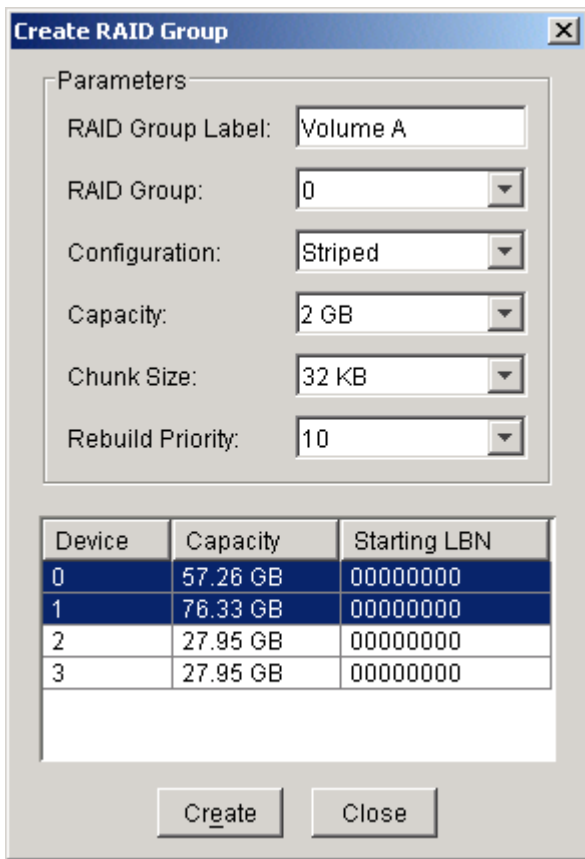 Create RAID Group
Parameters
RAID Group Label: Volume A
RAID Group: 0
Configuration: Striped
Capacity: 2 GB
Chunk Size: 32 KB
Rebuild Priority: 10
Device Capacity Starting LBN
0 57.26 GB 00000000
1 76.33 GB 00000000
2 27.95 GB 00000000
3 27.95 GB 00000000
Create Close